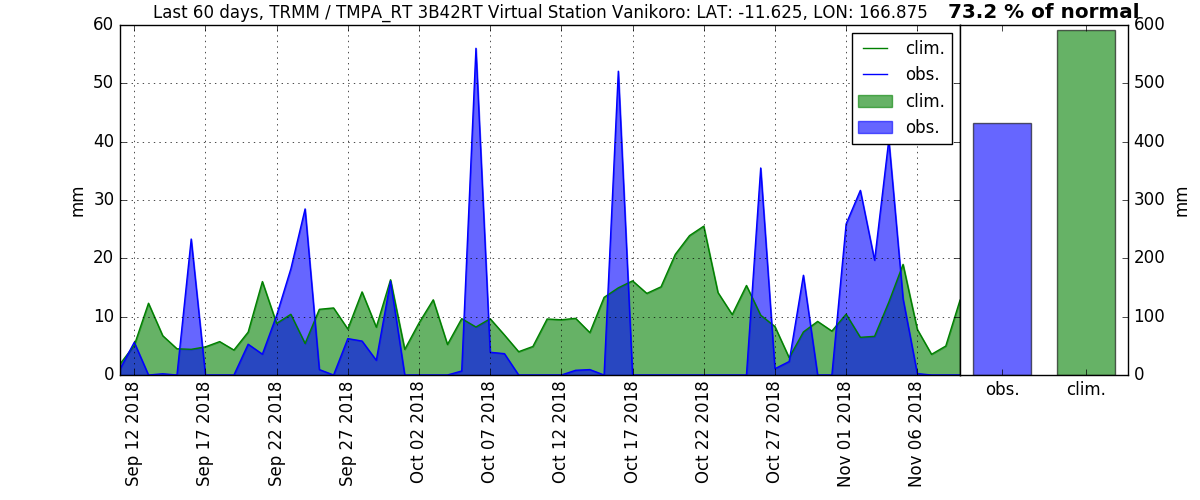 Last 60 days, TRMM / TMPA_RT 3B42RT Virtual Station Vanikoro: LAT: -11.625, LON: 166.875
73.2 % of normal
60
50
40
30
20
10
0
mm
clim.
obs.
clim.
obs.
600
500
400
300
200
100
0
mm
Sep 12 2018
Sep 17 2018
Sep 22 2018
Sep 27 2018
Oct 02 2018
Oct 07 2018
Oct 12 2018
Oct 17 2018
Oct 22 2018
Oct 27 2018
Nov 01 2018
Nov 06 2018
obs.
clim.